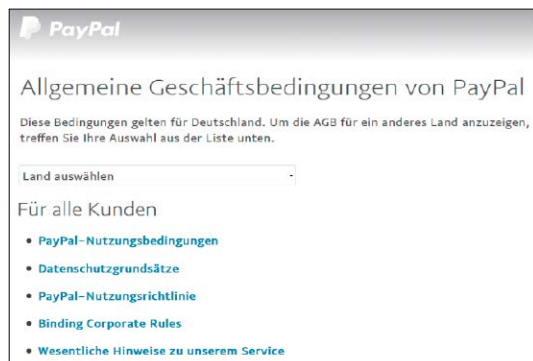 PayPal
Allgemeine Geschäftsbedingungen von PayPal
Diese Bedingungen gelten für Deutschland. Um die AGB für ein anderes Land anzuzeigen,
treffen Sie Ihre Auswahl aus der Liste unten.
Land auswählen
Für alle Kunden
• PayPal-Nutzungsbedingungen
• Datenschutzgrundsätze
• PayPal-Nutzungsrichtlinie
• Binding Corporate Rules
• Wesentliche Hinweise zu unserem Service